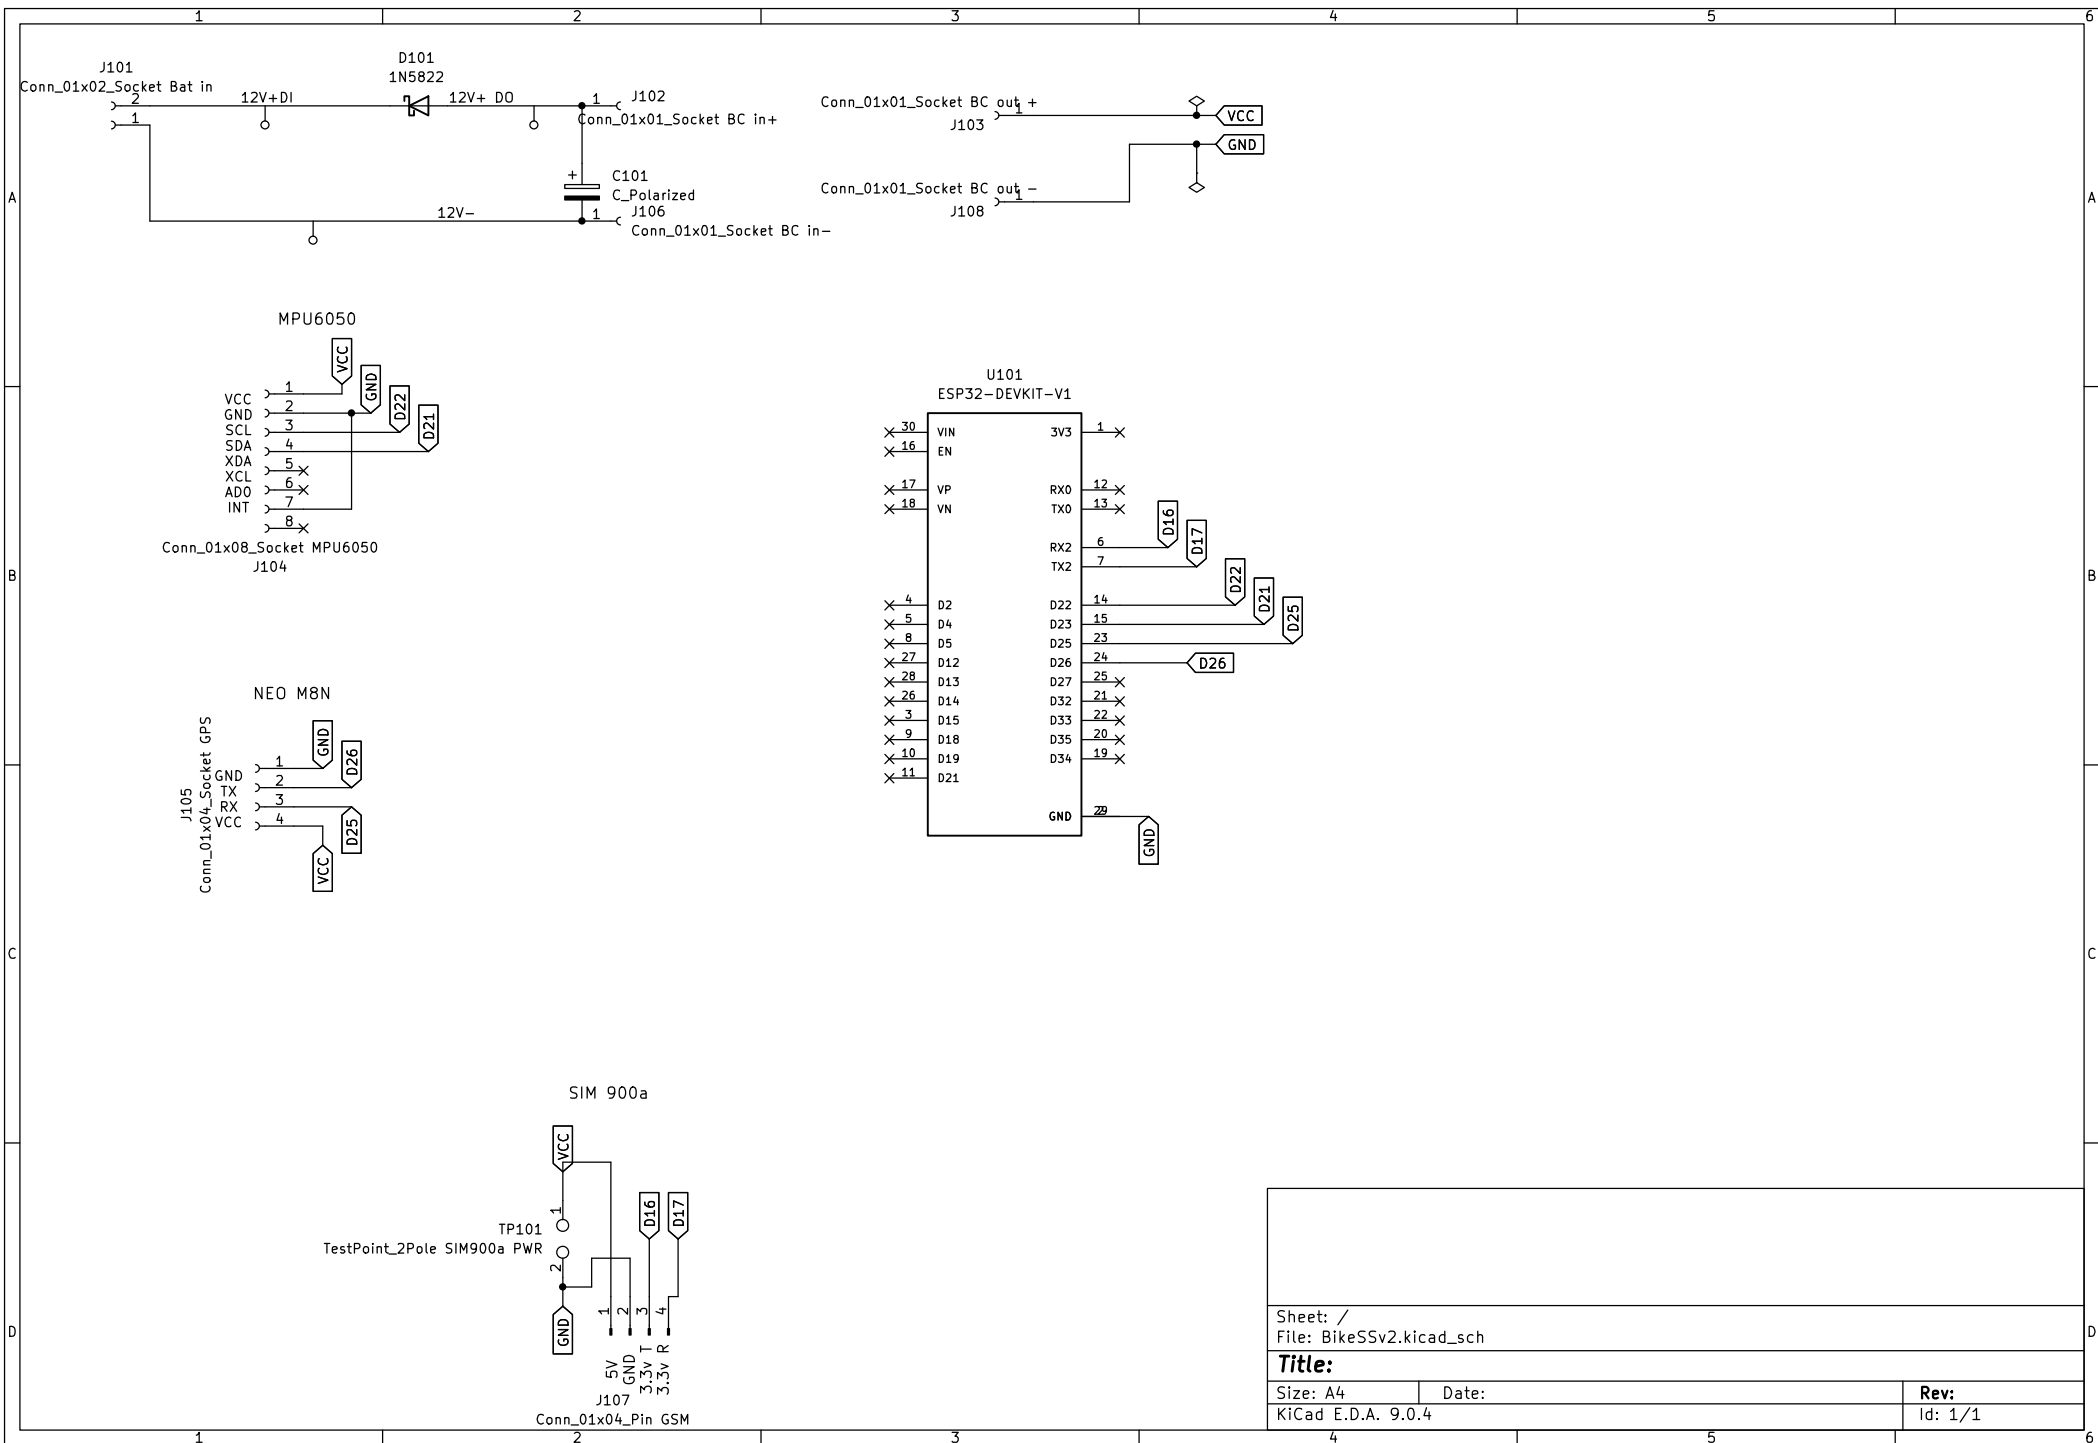 1 2 3 4 5 6
J101
Conn_01x02_Socket Bat in
2
1
12V+DI
D101
1N5822
12V+ DO
1
J102
Conn_01x01_Socket BC in+
+
C101
C_Polarized
12V-
1
J106
Conn_01x01_Socket BC in-
Conn_01x01_Socket BC out +
1
J103
VCC
GND
Conn_01x01_Socket BC out -
1
J108
A
A
MPU6050
VCC
GND
D22
D21
VCC 1
GND 2
SCL 3
SDA 4
XDA 5
XCL 6
AD0 7
INT 8
Conn_01x08_Socket MPU6050
J104
U101
ESP32-DEVKIT-V1
30 VIN 3V3 1
16 EN
17 VP RX0 12
18 VN TX0 13
RX2 6 D16
TX2 7 D17
4 D2 D22 14 D22
5 D4 D23 15 D21
8 D5 D25 23 D25
27 D12 D26 24 D26
28 D13 D27 25
26 D14 D32 21
3 D15 D33 22
9 D18 D35 20
10 D19 D34 19
11 D21
GND 29
GND
B
B
NEO M8N
J105
Conn_01x04_Socket GPS
GND 1 GND
TX 2 D26
RX 3 D25
VCC 4 VCC
C
C
SIM 900a
VCC
1
TP101
TestPoint_2Pole SIM900a PWR
2
GND
D16
D17
1 2 3 4
5V
GND
3.3v T
3.3v R
J107
Conn_01x04_Pin GSM
D
D
Sheet: /
File: BikeSSv2.kicad_sch
Title:
Size: A4 Date: Rev:
KiCad E.D.A. 9.0.4 Id: 1/1
1 2 3 4 5 6